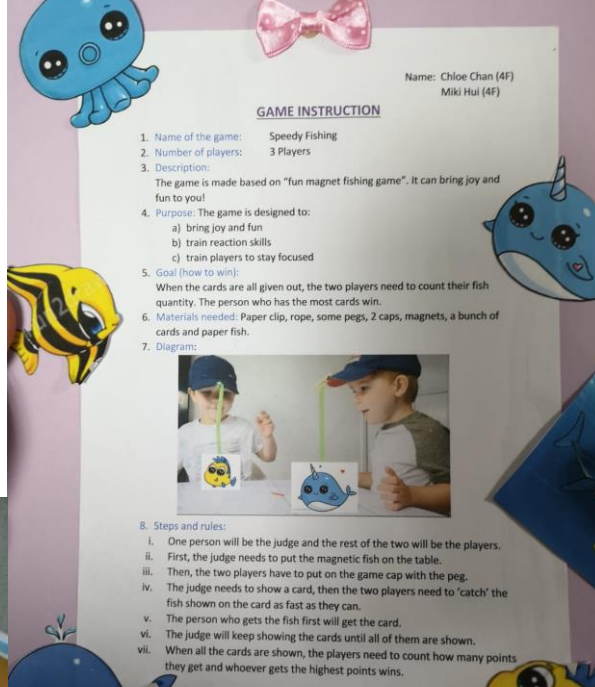 Name: Chloe Chan (4F)
Miki Hui (4F)
GAME INSTRUCTION
1. Name of the game: Speedy Fishing
2. Number of players: 3 Players
3. Description:
The game is made based on “fun magnet fishing game”. It can bring joy and
fun to you!
4. Purpose: The game is designed to:
a) bring joy and fun
b) train reaction skills
c) train players to stay focused
5. Goal (how to win):
When the cards are all given out, the two players need to count their fish
quantity. The person who has the most cards win.
6. Materials needed: Paper clip, rope, some pegs, 2 caps, magnets, a bunch of
cards and paper fish.
7. Diagram:
8. Steps and rules:
i. One person will be the judge and the rest of the two will be the players.
ii. First, the judge needs to put the magnetic fish on the table.
iii. Then, the two players have to put on the game cap with the peg.
iv. The judge needs to show a card, then the two players need to ‘catch’ the
fish shown on the card as fast as they can.
v. The person who gets the fish first will get the card.
vi. The judge will keep showing the cards until all of them are shown.
vii. When all the cards are shown, the players need to count how many points
they get and whoever gets the highest points wins.